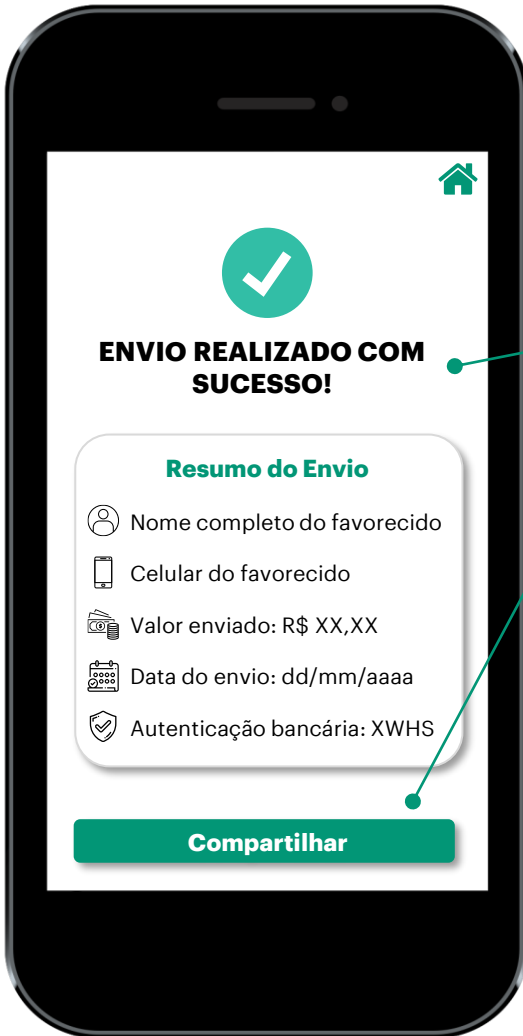 ENVIO REALIZADO COM
SUCESSO!
Resumo do Envio
Nome completo do favorecido
Celular do favorecido
Valor enviado: R$ XX,XX
Data do envio: dd/mm/aaaa
Autenticação bancária: XWHS
Compartilhar